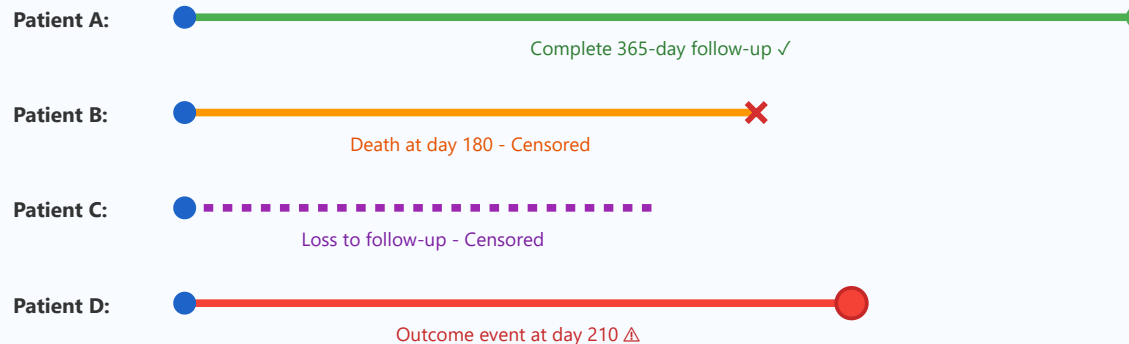 Patient A:
Complete 365-day follow-up ✓
Patient B:
Death at day 180 - Censored
Patient C:
Loss to follow-up - Censored
Patient D:
Outcome event at day 210 ⚠